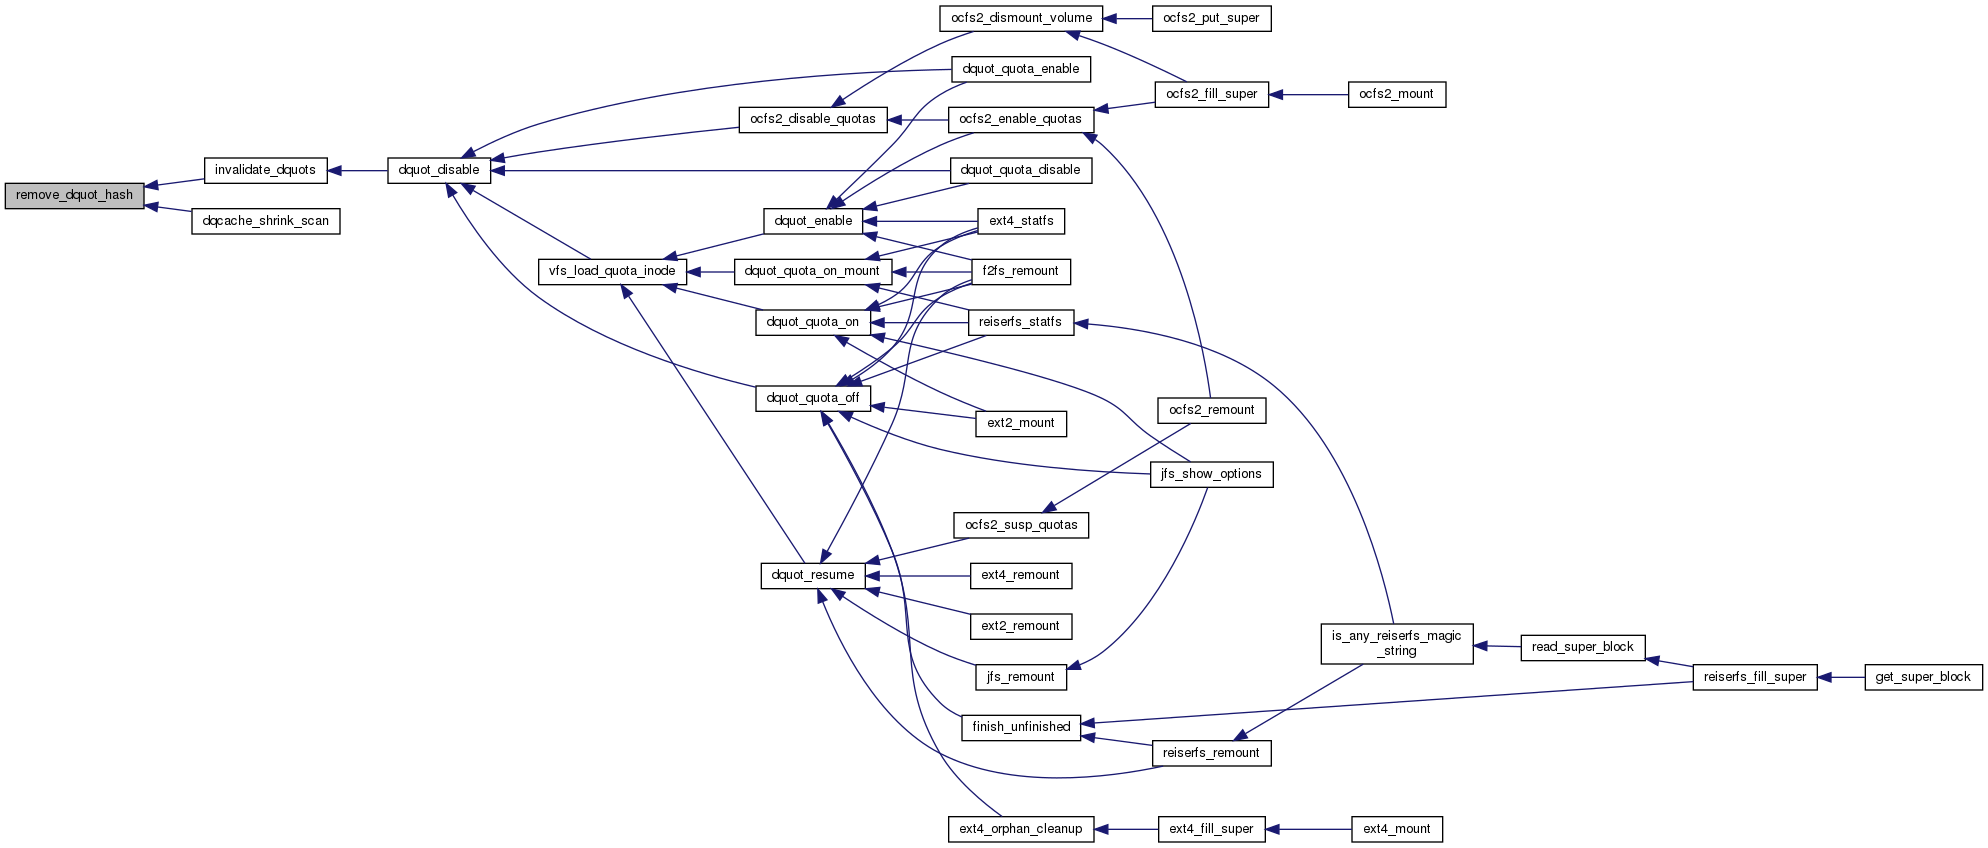 remove_dquot_hash
invalidate_dquots
dqcache_shrink_scan
dquot_disable
vfs_load_quota_inode
ocfs2_disable_quotas
dquot_enable
dquot_quota_on_mount
dquot_quota_on
dquot_quota_off
dquot_resume
ocfs2_dismount_volume
dquot_quota_enable
ocfs2_enable_quotas
dquot_quota_disable
ext4_statfs
f2fs_remount
reiserfs_statfs
ext2_mount
ocfs2_susp_quotas
ext4_remount
ext2_remount
jfs_remount
finish_unfinished
ext4_orphan_cleanup
ocfs2_put_super
ocfs2_fill_super
ocfs2_remount
jfs_show_options
reiserfs_remount
ext4_fill_super
ocfs2_mount
is_any_reiserfs_magic
_string
ext4_mount
read_super_block
reiserfs_fill_super
get_super_block